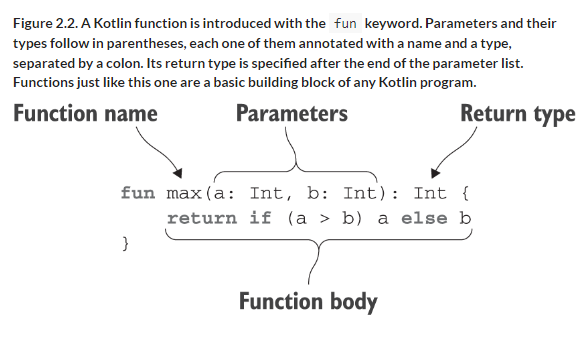 Figure 2.2. A Kotlin function is introduced with the fun keyword. Parameters and their
types follow in parentheses, each one of them annotated with a name and a type,
separated by a colon. Its return type is specified after the end of the parameter list.
Functions just like this one are a basic building block of any Kotlin program.
Function name Parameters Return type
fun max(a: Int, b: Int): Int {
return if (a > b) a else b
}
Function body